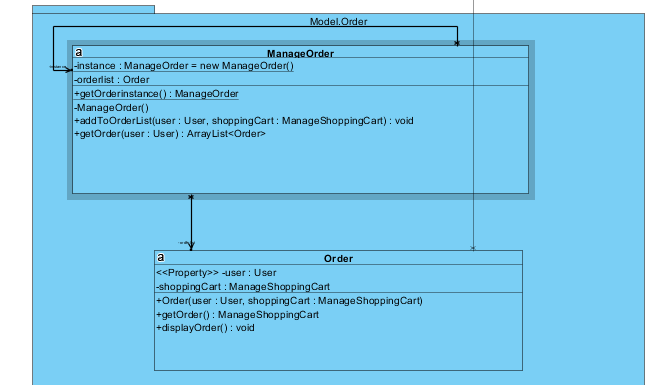 Model.Order
a
ManageOrder
-instance : ManageOrder = new ManageOrder()
-orderlist : Order
+getOrderinstance() : ManageOrder
-ManageOrder()
+addToOrderList(user : User, shoppingCart : ManageShoppingCart) : void
+getOrder(user : User) : ArrayList<Order>
a
Order
<<Property>> -user : User
-shoppingCart : ManageShoppingCart
+Order(user : User, shoppingCart : ManageShoppingCart)
+getOrder() : ManageShoppingCart
+displayOrder() : void